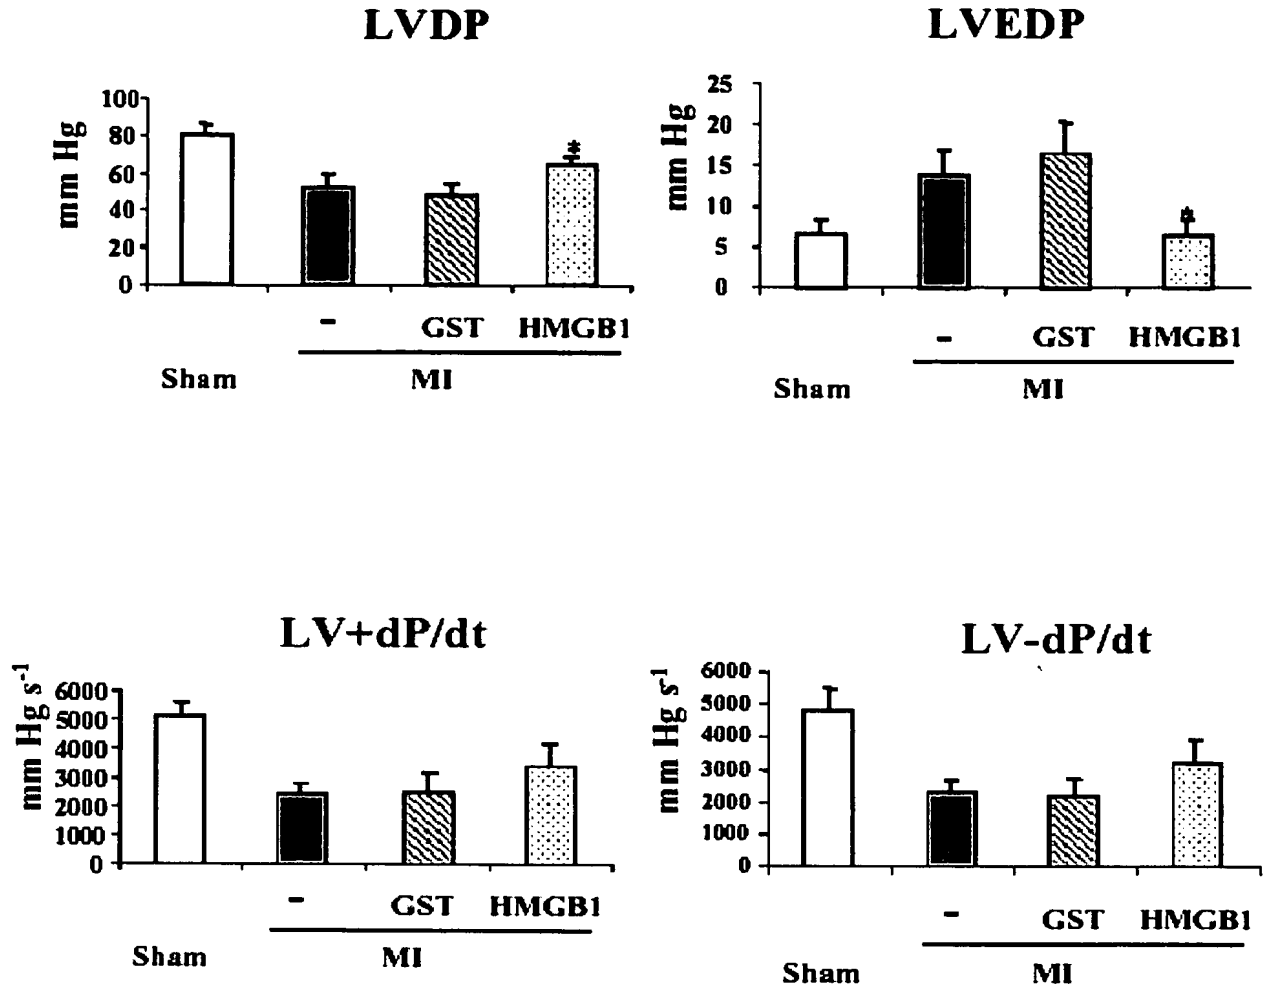 LVDP
mm Hg
100
80
60
40
20
0
*
- GST HMGB1
Sham MI
LVEDP
mm Hg
25
20
15
10
5
0
- GST HMGB1
Sham MI
LV+dP/dt
mm Hg s-1
6000
5000
4000
3000
2000
1000
0
- GST HMGB1
Sham MI
LV-dP/dt
mm Hg s-1
6000
5000
4000
3000
2000
1000
0
- GST HMGB1
Sham MI